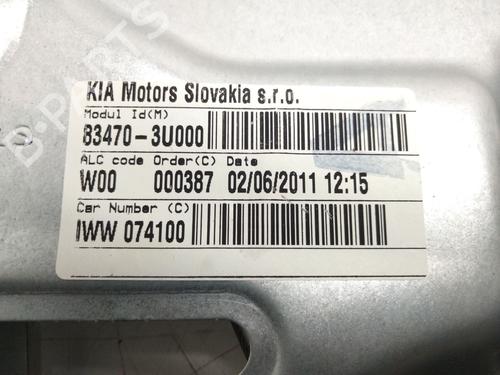 KIA Motors Slovakia s.r.o.
Modul Id(M)
83470-3U000
ALC code Order(C) Date
W00 000387 02/06/2011 12:15
Car Number (C)
IWW 074100
B-PARTS